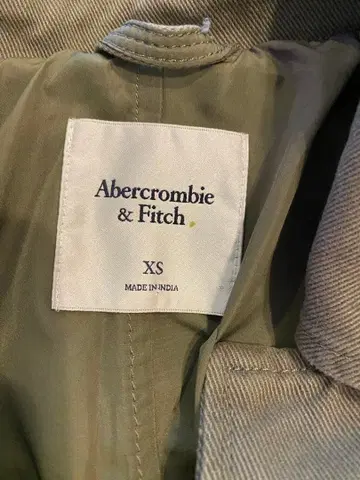 Abercrombie
& Fitch
XS
MADE IN INDIA